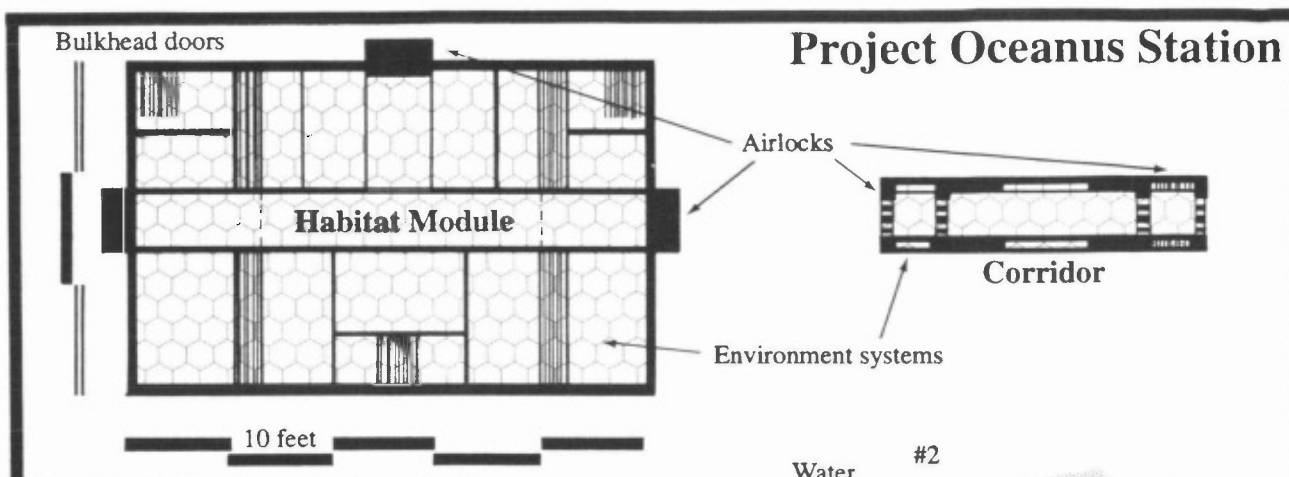 Bulkhead doors
Project Oceanus Station
Airlocks
Habitat Module
Corridor
Environment systems
10 feet
#2
Water